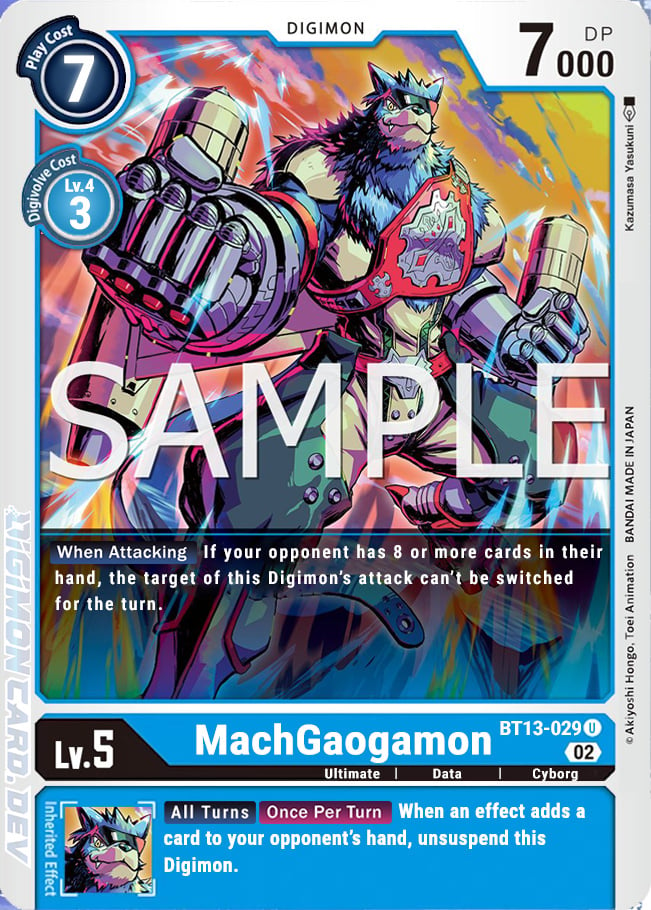 DIGIMON
Play Cost
7
7000
DP
Digivolve Cost
Lv.4
3
Kazumasa Yasukuni
SAMPLE
When Attacking If your opponent has 8 or more cards in their
hand, the target of this Digimon's attack can't be switched
for the turn.
© Akiyoshi Hongo, Toei Animation BANDAI MADE IN JAPAN
DIGIMONCARD.DEV
Lv.5
MachGaogamon
BT13-029 U
02
Ultimate | Data | Cyborg
Inherited Effect
All Turns Once Per Turn When an effect adds a
card to your opponent's hand, unsuspend this
Digimon.